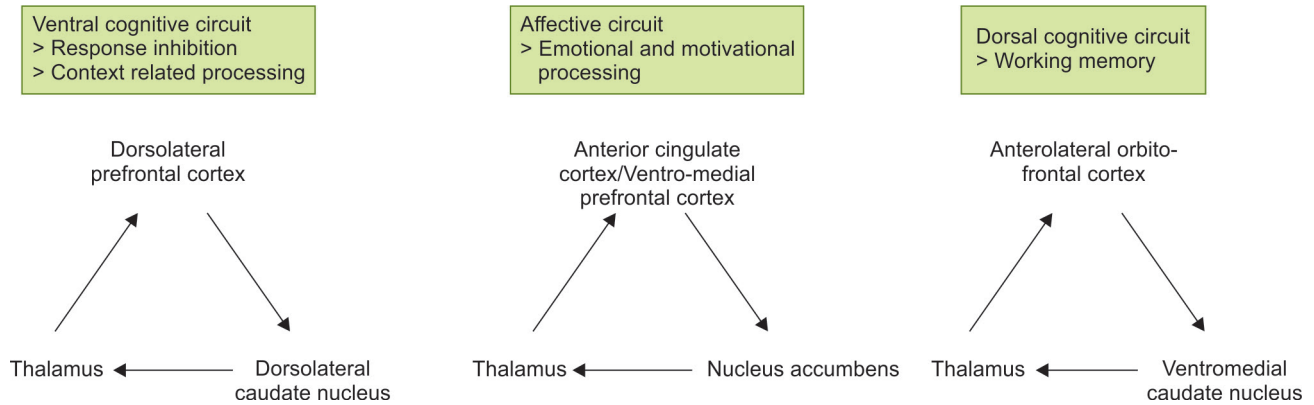 Ventral cognitive circuit
> Response inhibition
> Context related processing
Affective circuit
> Emotional and motivational
processing
Dorsal cognitive circuit
> Working memory
Dorsolateral
prefrontal cortex
Anterior cingulate
cortex/Ventro-medial
prefrontal cortex
Anterolateral orbito-
frontal cortex
Thalamus
Dorsolateral
caudate nucleus
Thalamus
Nucleus accumbens
Thalamus
Ventromedial
caudate nucleus